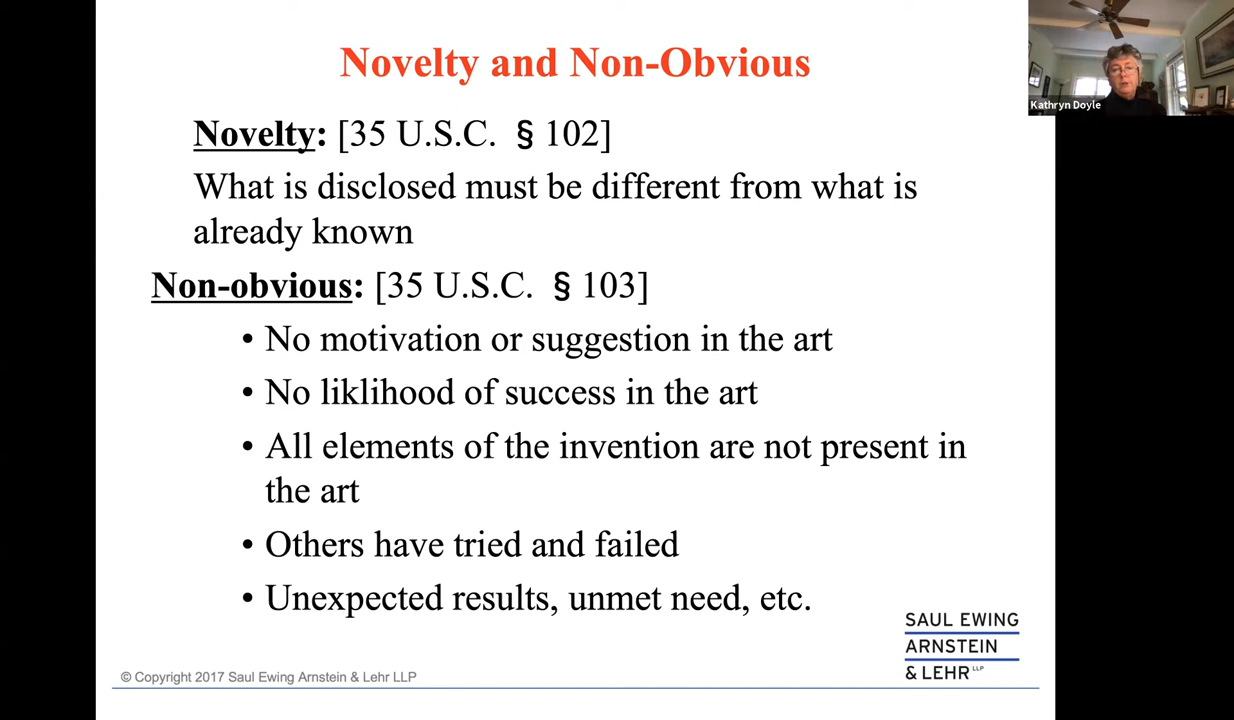 Novelty and Non-Obvious
Kathryn Doyle
Novelty: [35 U.S.C. § 102]
What is disclosed must be different from what is
already known
Non-obvious: [35 U.S.C. § 103]
• No motivation or suggestion in the art
• No liklihood of success in the art
• All elements of the invention are not present in
the art
• Others have tried and failed
• Unexpected results, unmet need, etc.
SAUL EWING
ARNSTEIN
& LEHR LLP
© Copyright 2017 Saul Ewing Arnstein & Lehr LLP